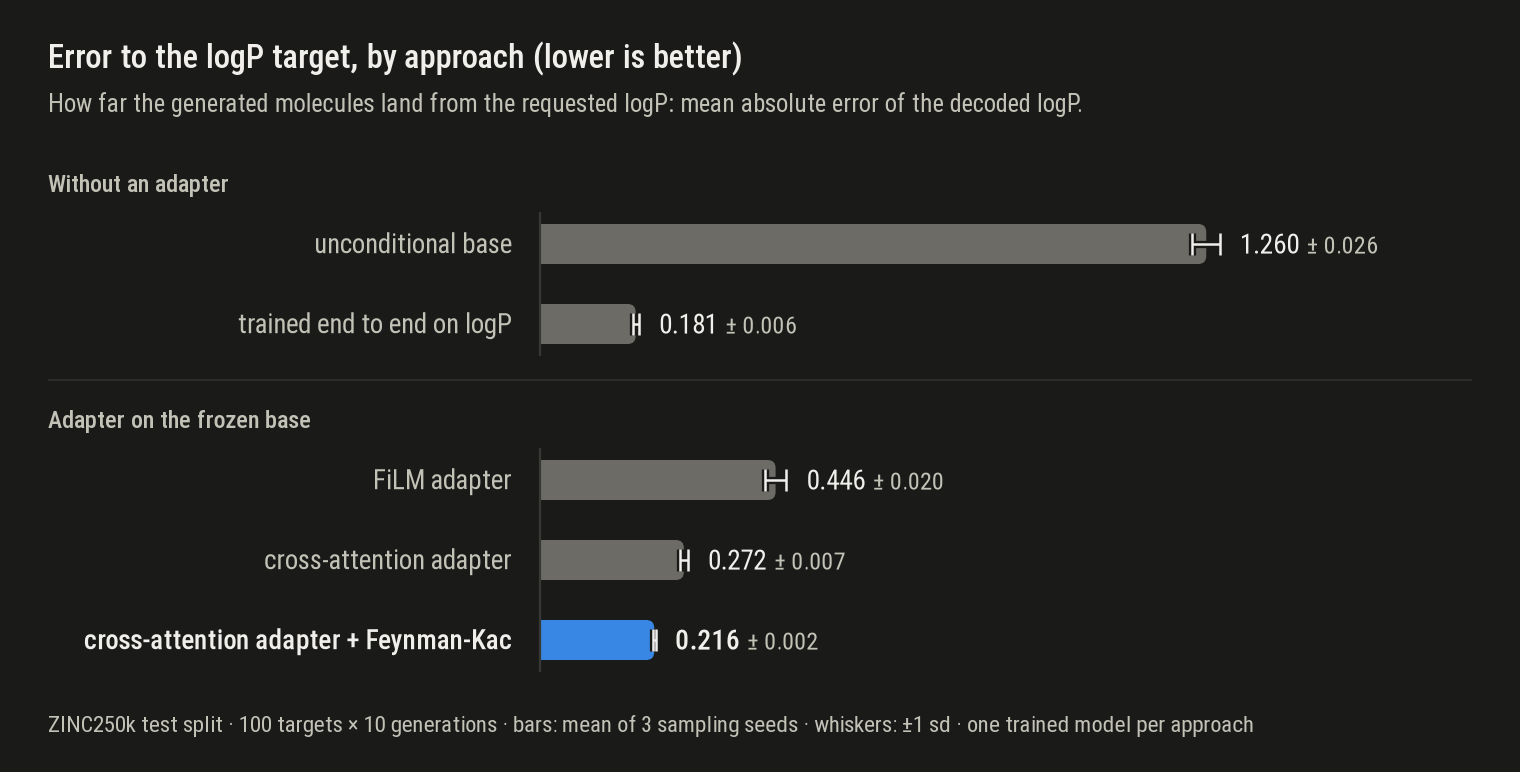 Error to the logP target, by approach (lower is better)
How far the generated molecules land from the requested logP: mean absolute error of the decoded logP.
Without an adapter
unconditional base 1.260 ± 0.026
trained end to end on logP 0.181 ± 0.006
Adapter on the frozen base
FiLM adapter 0.446 ± 0.020
cross-attention adapter 0.272 ± 0.007
cross-attention adapter + Feynman-Kac 0.216 ± 0.002
ZINC250k test split · 100 targets × 10 generations · bars: mean of 3 sampling seeds · whiskers: ±1 sd · one trained model per approach